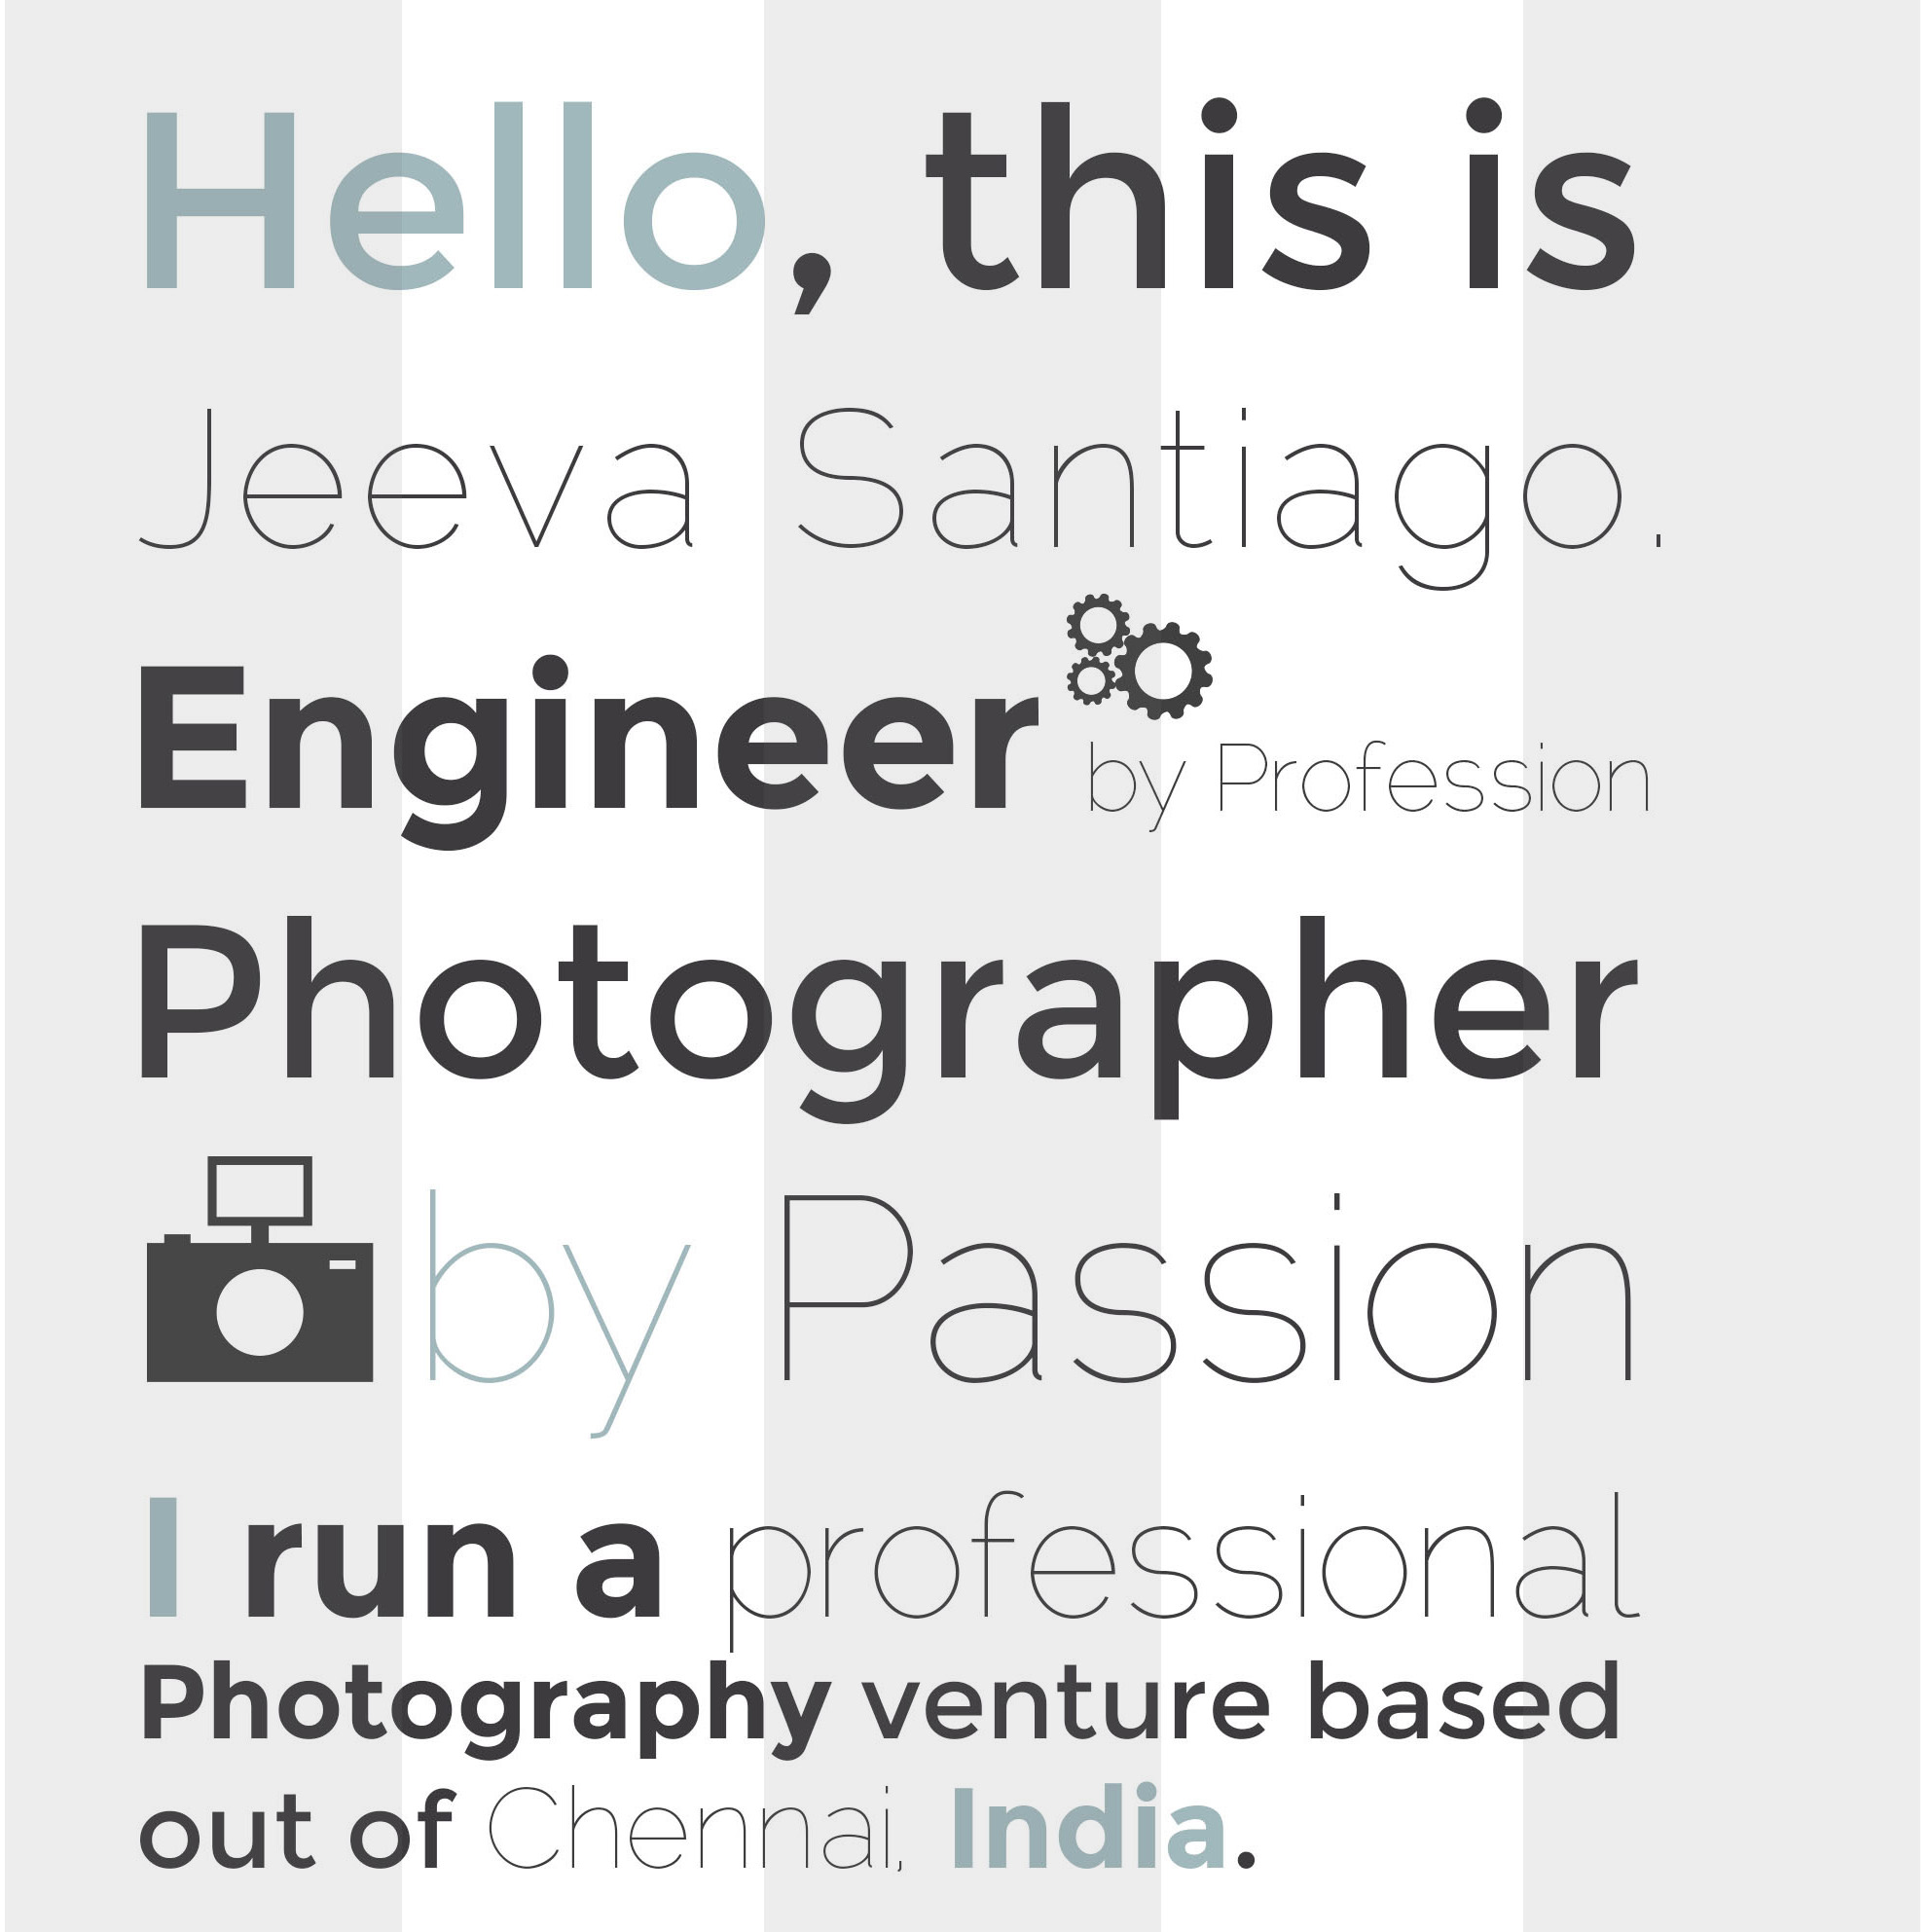 Hello, this is
Jeeva Santiago.
Engineer by Profession
Photographer
by Passion
I run a professional
Photography venture based
out of Chennai, India.